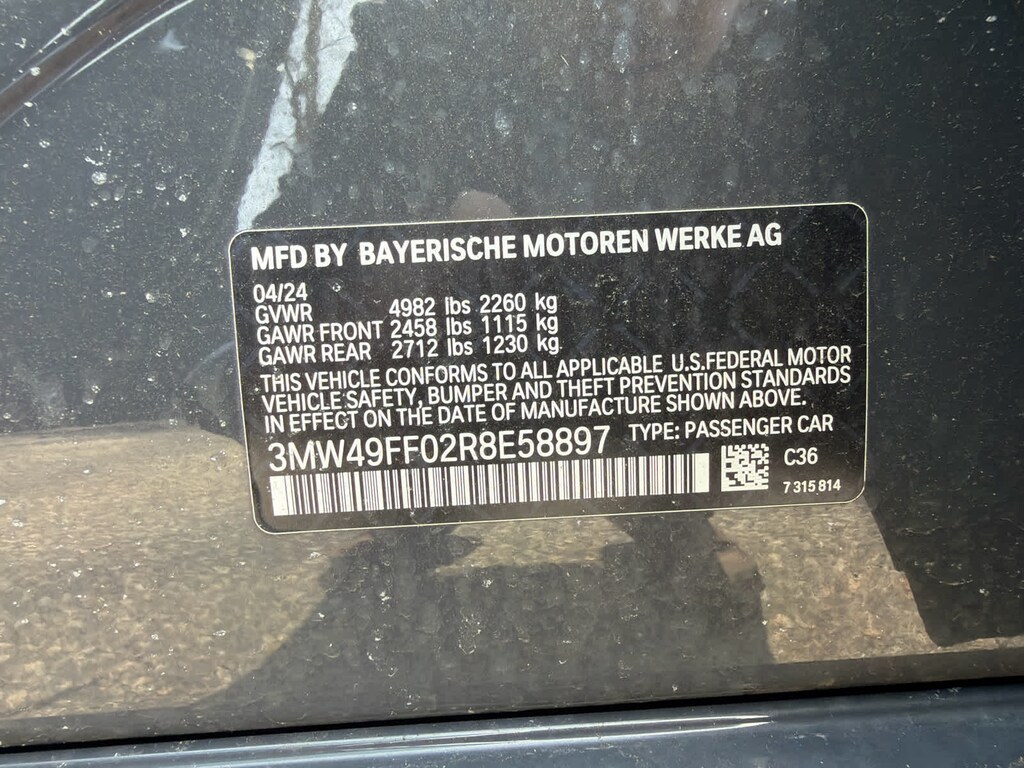 MFD BY BAYERISCHE MOTOREN WERKE AG
04/24
GVWR 4982 lbs 2260 kg
GAWR FRONT 2458 lbs 1115 kg
GAWR REAR 2712 lbs 1230 kg
THIS VEHICLE CONFORMS TO ALL APPLICABLE U.S.FEDERAL MOTOR
VEHICLE SAFETY, BUMPER AND THEFT PREVENTION STANDARDS
IN EFFECT ON THE DATE OF MANUFACTURE SHOWN ABOVE.
3MW49FF02R8E58897 TYPE: PASSENGER CAR
C36
7 315 814